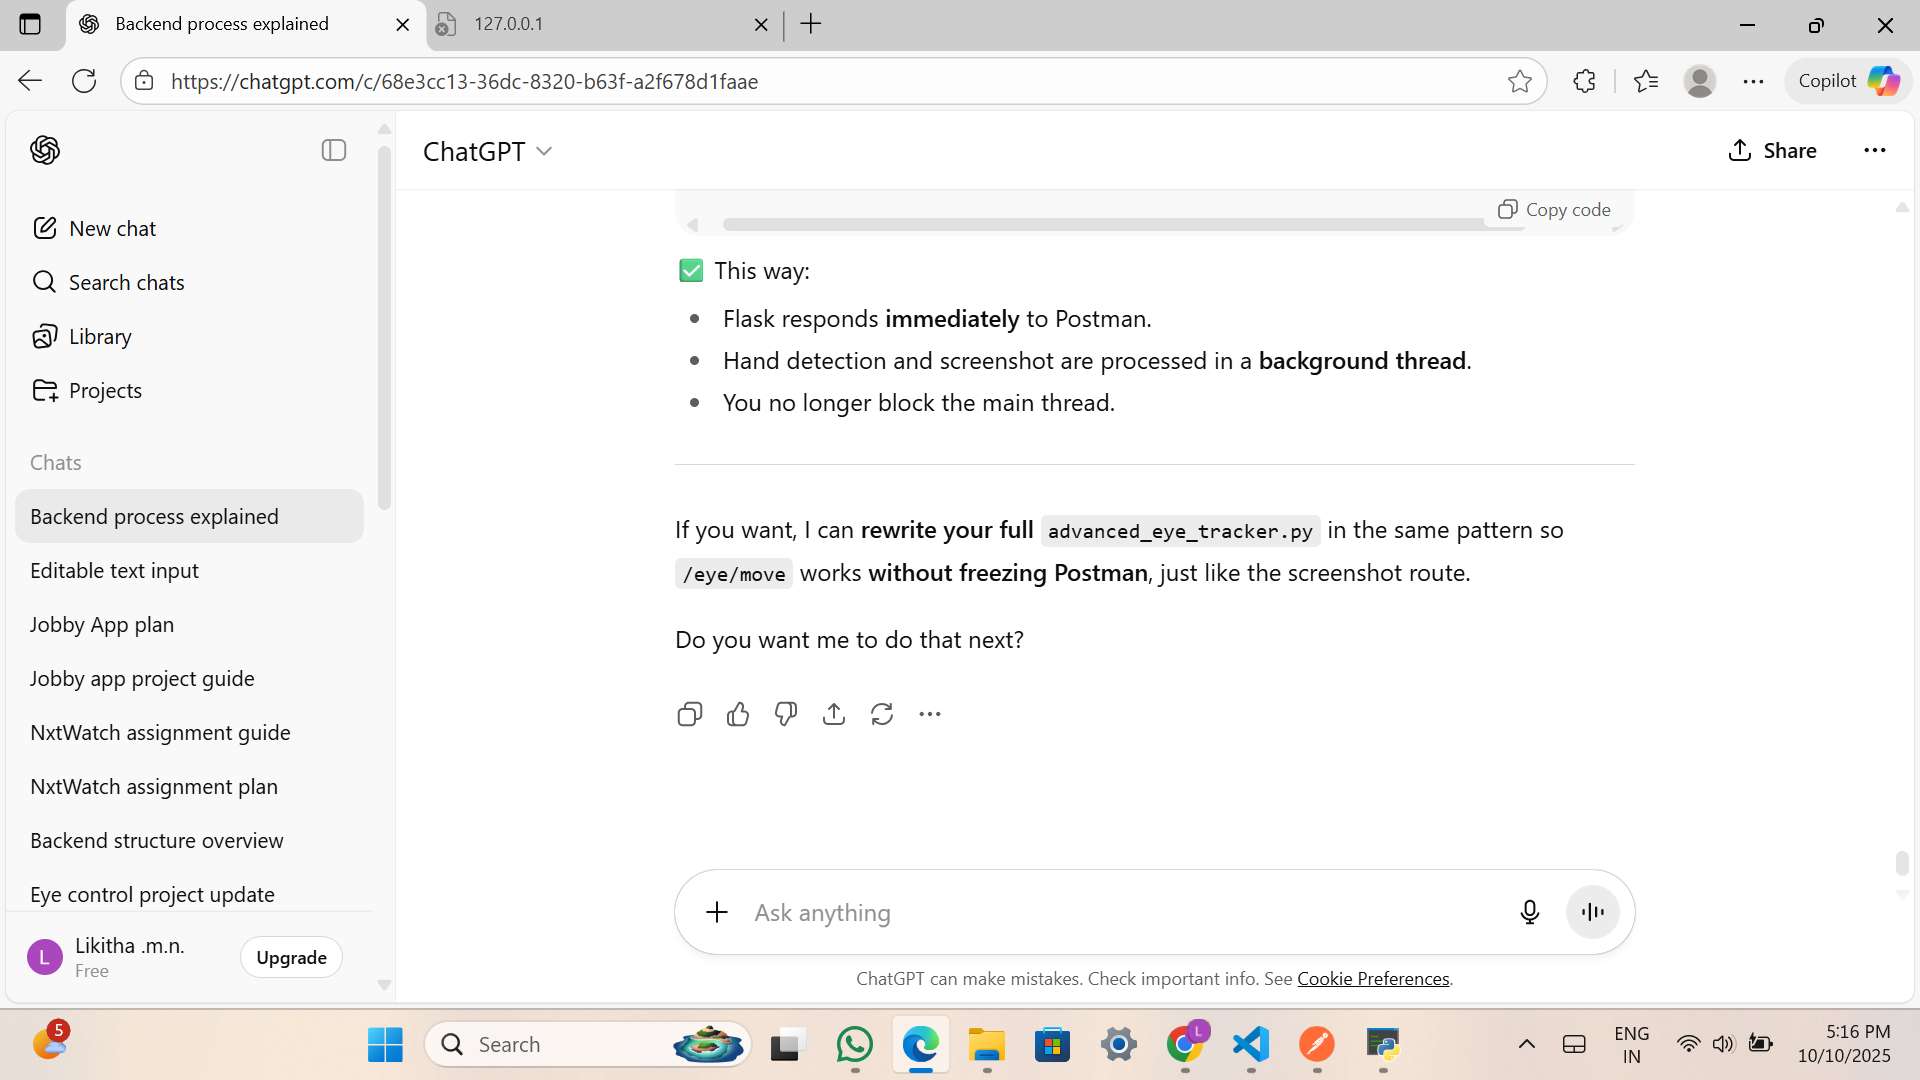 Backend process explained
127.0.0.1
https://chatgpt.com/c/68e3cc13-36dc-8320-b63f-a2f678d1faae
Copilot
ChatGPT
Share
New chat
Search chats
Library
Projects
Chats
Backend process explained
Editable text input
Jobby App plan
Jobby app project guide
NxtWatch assignment guide
NxtWatch assignment plan
Backend structure overview
Eye control project update
L
Likitha .m.n.
Free
Upgrade
Copy code
✅ This way:
• Flask responds immediately to Postman.
• Hand detection and screenshot are processed in a background thread.
• You no longer block the main thread.
If you want, I can rewrite your full advanced_eye_tracker.py in the same pattern so
/eye/move works without freezing Postman, just like the screenshot route.
Do you want me to do that next?
Ask anything
ChatGPT can make mistakes. Check important info. See Cookie Preferences.
5
Search
L
ENG
IN
5:16 PM
10/10/2025